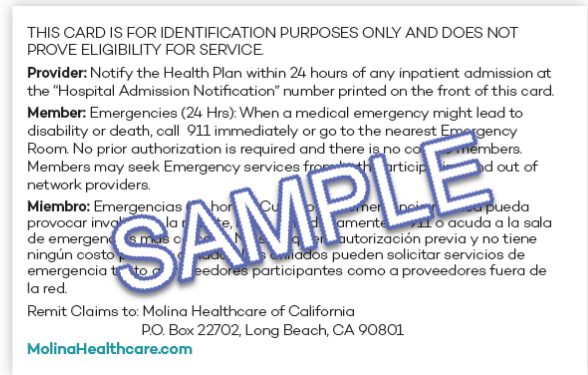 THIS CARD IS FOR IDENTIFICATION PURPOSES ONLY AND DOES NOT
PROVE ELIGIBILITY FOR SERVICE.
Provider: Notify the Health Plan within 24 hours of any inpatient admission at
the “Hospital Admission Notification” number printed on the front of this card.
Member: Emergencies (24 Hrs): When a medical emergency might lead to
disability or death, call 911 immediately or go to the nearest Emergency
Room. No prior authorization is required and there is no members.
Members may seek Emergency services and out of
network providers.
Miembro: Emergencias pueda
provocar la 911 o acuda a la sala
de emergencias más autorización previa y no tiene
ningún costo afiliados pueden solicitar servicios de
emergencia tanto a proveedores participantes como a proveedores fuera de
la red.
Remit Claims to: Molina Healthcare of California
P.O. Box 22702, Long Beach, CA 90801
MolinaHealthcare.com
SAMPLE